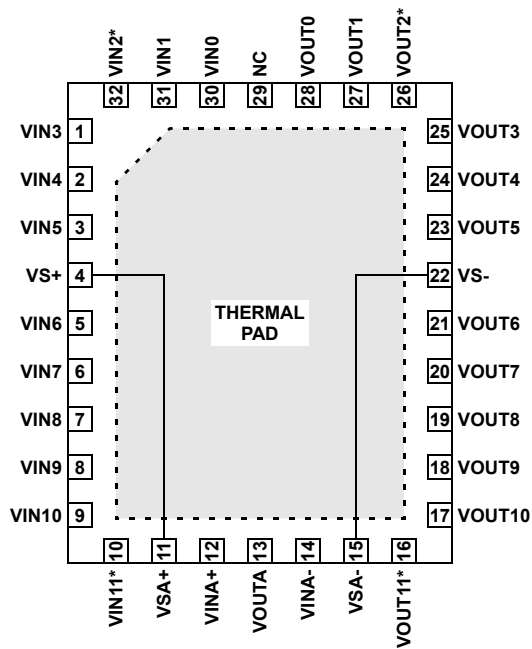 VIN2*
VIN1
VIN0
NC
VOUT0
VOUT1
VOUT2*
32
31
30
29
28
27
26
VIN3 1
25 VOUT3
VIN4 2
24 VOUT4
VIN5 3
23 VOUT5
VS+ 4
22 VS-
VIN6 5
21 VOUT6
THERMAL
PAD
VIN7 6
20 VOUT7
VIN8 7
19 VOUT8
VIN9 8
18 VOUT9
VIN10 9
17 VOUT10
10
11
12
13
14
15
16
VIN11*
VSA+
VINA+
VOUTA
VINA-
VSA-
VOUT11*